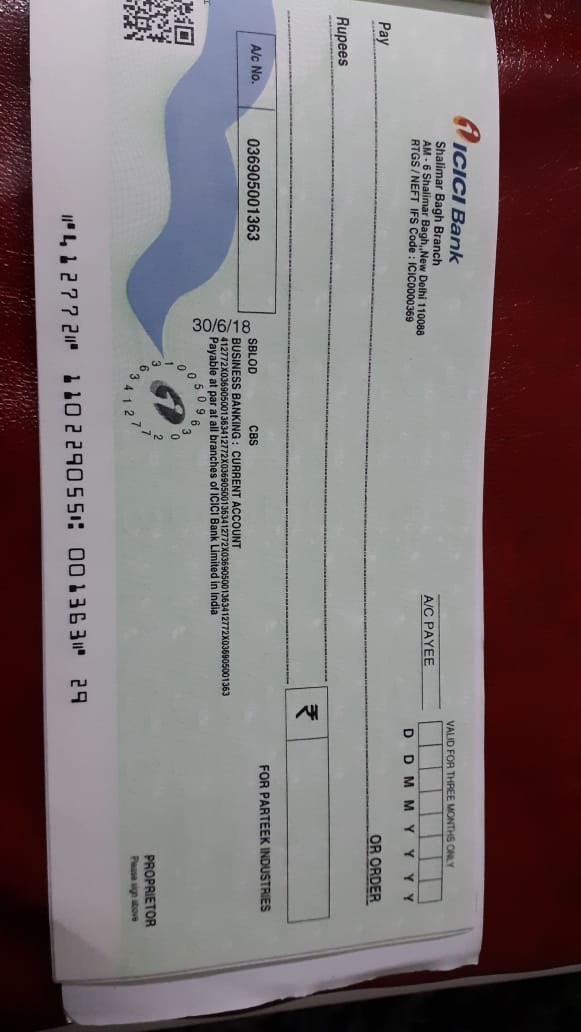 ICICI Bank
Shalimar Bagh Branch
AM - 6 Shalimar Bagh,,New Delhi 110088
RTGS / NEFT IFS Code : ICIC0000369
A/C PAYEE
VALID FOR THREE MONTHS ONLY
D D M M Y Y Y Y
Pay
OR ORDER
Rupees
₹
A/c No.
036905001363
SBLOD CBS
30/6/18
BUSINESS BANKING : CURRENT ACCOUNT
412772X036905001363412772X036905001363412772X036905001363412772X036905001363
Payable at par at all branches of ICICI Bank Limited in India
FOR PARTEEK INDUSTRIES
PROPRIETOR
Please sign above
⑈412772⑈ 110229055⑆ 001363⑈ 29